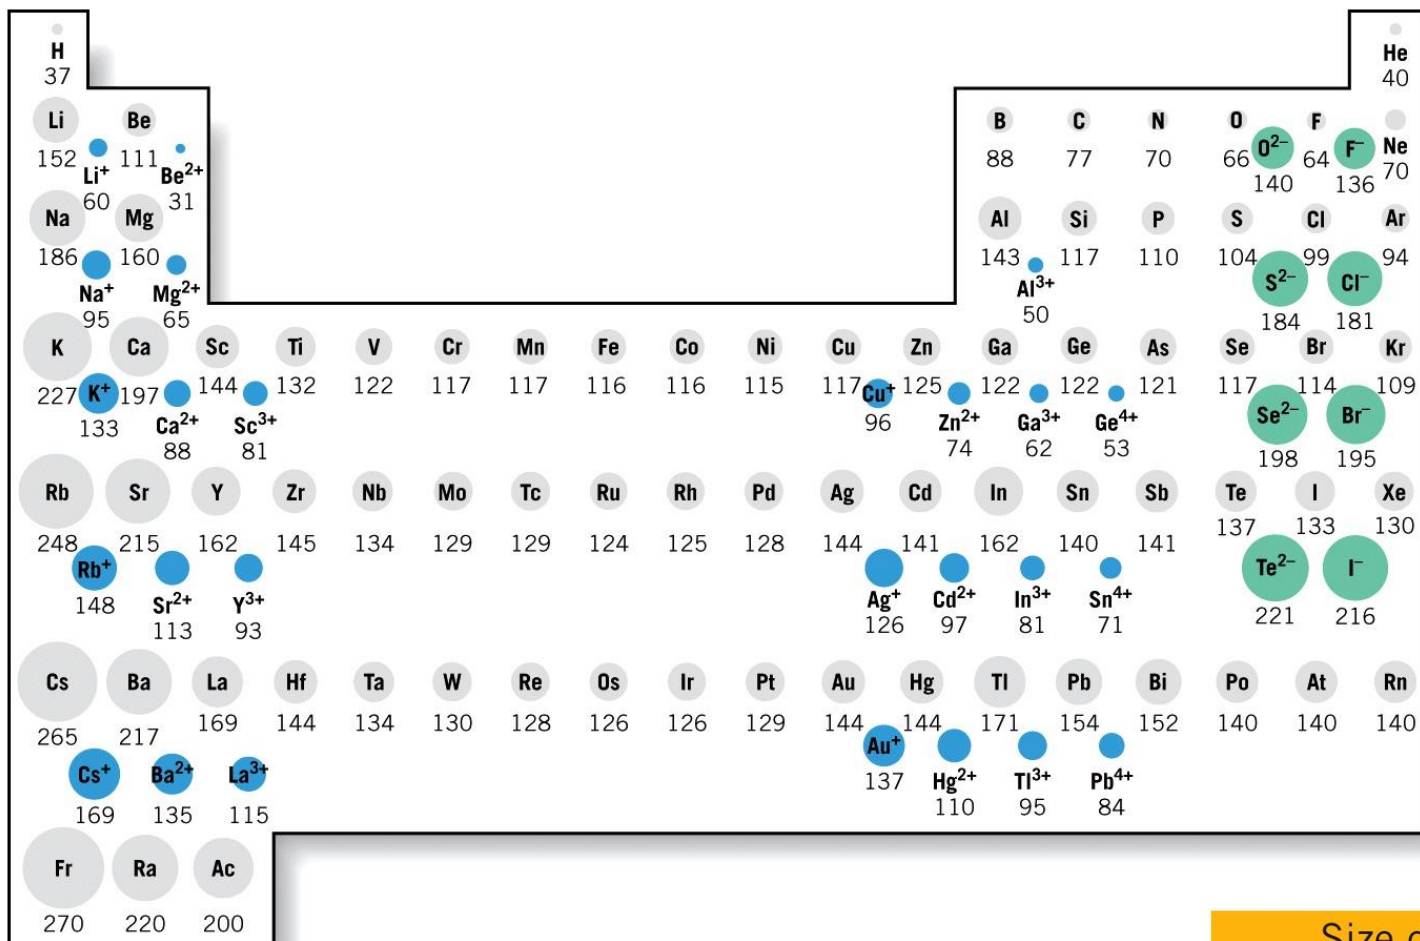 H He
37 40
Li Be B C N O F Ne
152 111 88 77 70 66 O²⁻ 64 F⁻ 70
Li⁺ Be²⁺ 140 136
60 31
Na Mg Al Si P S Cl Ar
186 160 143 117 110 104 99 94
Na⁺ Mg²⁺ Al³⁺ S²⁻ Cl⁻
95 65 50 184 181
K Ca Sc Ti V Cr Mn Fe Co Ni Cu Zn Ga Ge As Se Br Kr
227 197 144 132 122 117 117 116 116 115 117 125 122 122 121 117 114 109
K⁺ Ca²⁺ Sc³⁺ Cu⁺ Zn²⁺ Ga³⁺ Ge⁴⁺ Se²⁻ Br⁻
133 88 81 96 74 62 53 198 195
Rb Sr Y Zr Nb Mo Tc Ru Rh Pd Ag Cd In Sn Sb Te I Xe
248 215 162 145 134 129 129 124 125 128 144 141 162 140 141 137 133 130
Rb⁺ Sr²⁺ Y³⁺ Ag⁺ Cd²⁺ In³⁺ Sn⁴⁺ Te²⁻ I⁻
148 113 93 126 97 81 71 221 216
Cs Ba La Hf Ta W Re Os Ir Pt Au Hg Tl Pb Bi Po At Rn
265 217 169 144 134 130 128 126 126 129 144 144 171 154 152 140 140 140
Cs⁺ Ba²⁺ La³⁺ Au⁺ Hg²⁺ Tl³⁺ Pb⁴⁺
169 135 115 137 110 95 84
Fr Ra Ac
270 220 200
Size